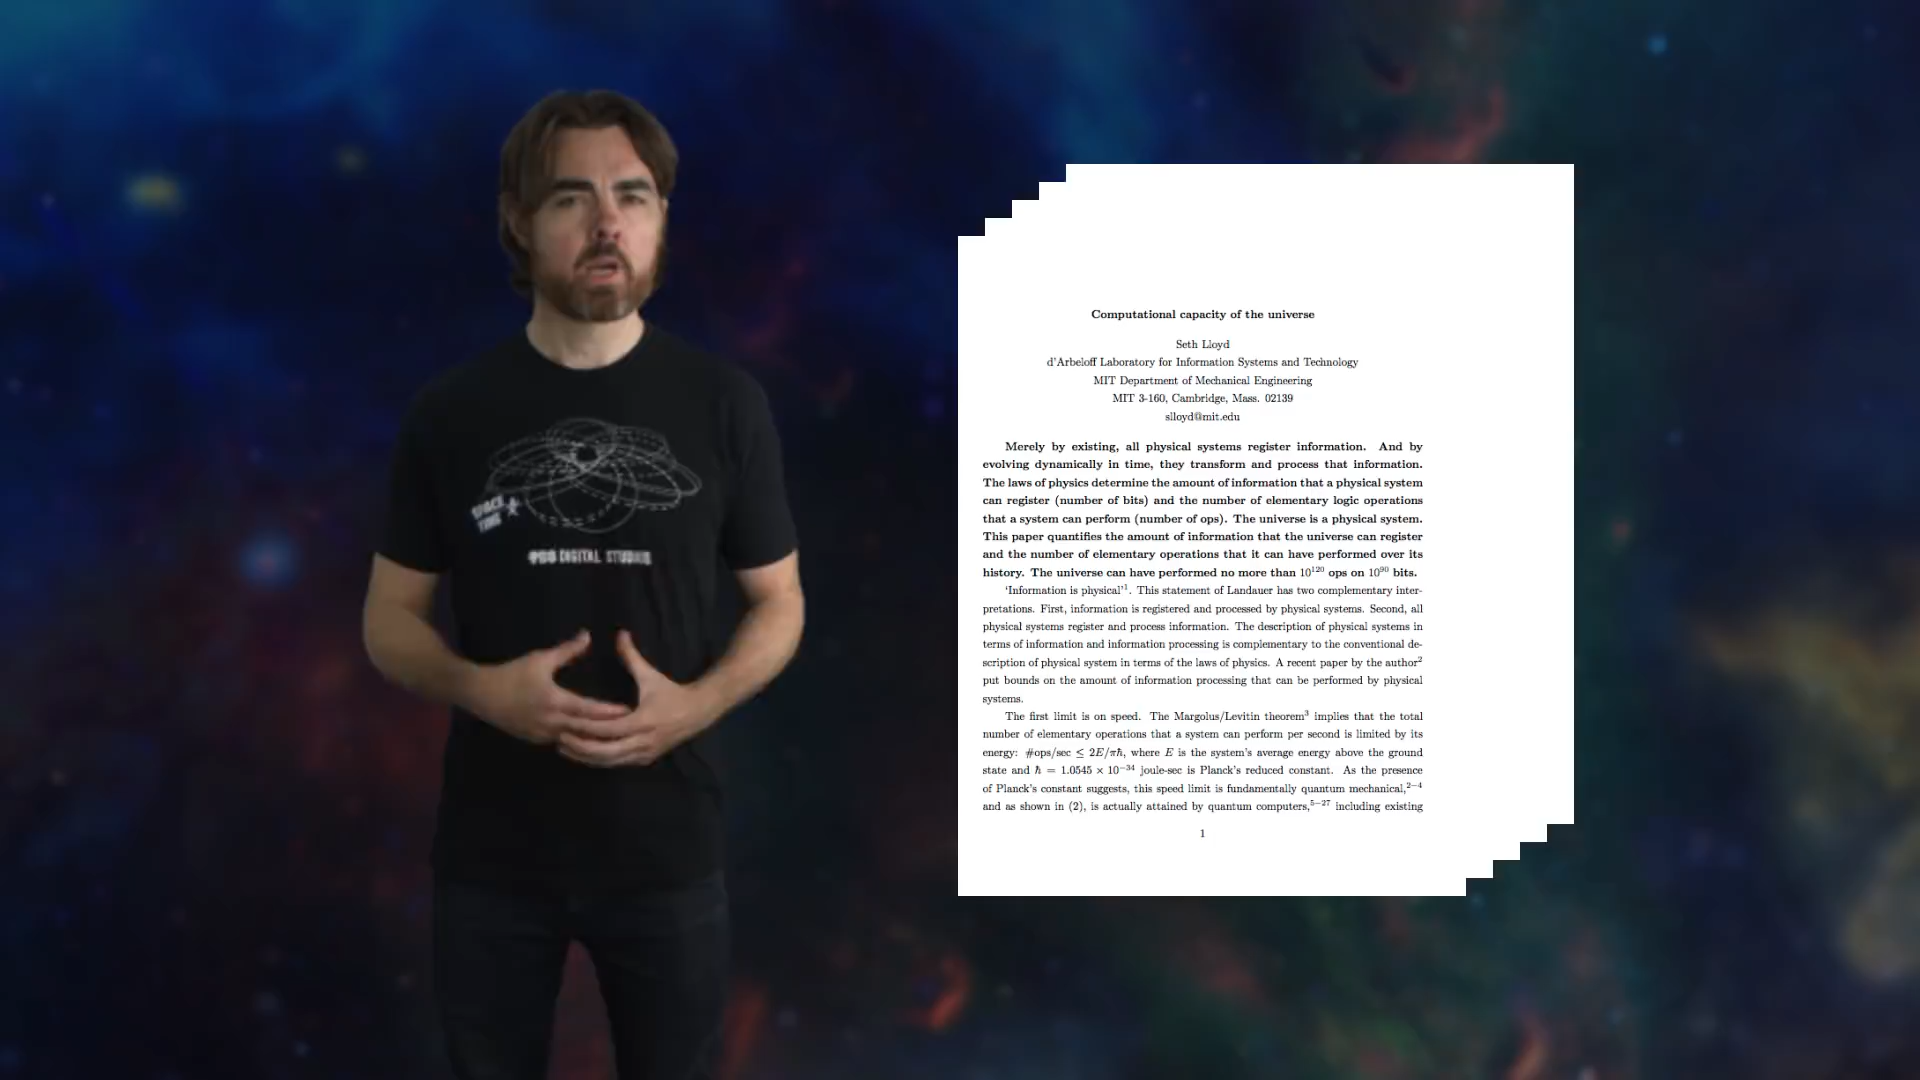 SPACE
TIME
PBS DIGITAL STUDIOS
Computational capacity of the universe
Seth Lloyd
d'Arbeloff Laboratory for Information Systems and Technology
MIT Department of Mechanical Engineering
MIT 3-160, Cambridge, Mass. 02139
slloyd@mit.edu
Merely by existing, all physical systems register information. And by
evolving dynamically in time, they transform and process that information.
The laws of physics determine the amount of information that a physical system
can register (number of bits) and the number of elementary logic operations
that a system can perform (number of ops). The universe is a physical system.
This paper quantifies the amount of information that the universe can register
and the number of elementary operations that it can have performed over its
history. The universe can have performed no more than 10¹²⁰ ops on 10⁹⁰ bits.
'Information is physical'¹. This statement of Landauer has two complementary inter-
pretations. First, information is registered and processed by physical systems. Second, all
physical systems register and process information. The description of physical systems in
terms of information and information processing is complementary to the conventional de-
scription of physical system in terms of the laws of physics. A recent paper by the author²
put bounds on the amount of information processing that can be performed by physical
systems.
The first limit is on speed. The Margolus/Levitin theorem³ implies that the total
number of elementary operations that a system can perform per second is limited by its
energy: #ops/sec ≤ 2E/πℏ, where E is the system's average energy above the ground
state and ℏ = 1.0545 × 10⁻³⁴ joule-sec is Planck's reduced constant. As the presence
of Planck's constant suggests, this speed limit is fundamentally quantum mechanical,²⁻⁴
and as shown in (2), is actually attained by quantum computers,⁵⁻²⁷ including existing
1